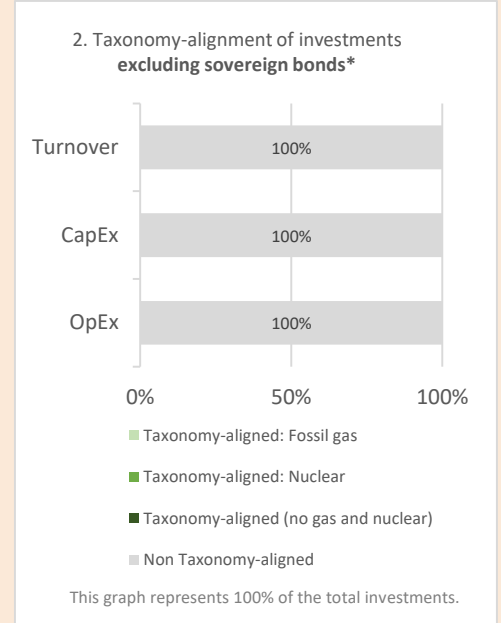 2. Taxonomy-alignment of investments
excluding sovereign bonds*
Turnover
100%
CapEx
100%
OpEx
100%
0% 50% 100%
Taxonomy-aligned: Fossil gas
Taxonomy-aligned: Nuclear
Taxonomy-aligned (no gas and nuclear)
Non Taxonomy-aligned
This graph represents 100% of the total investments.